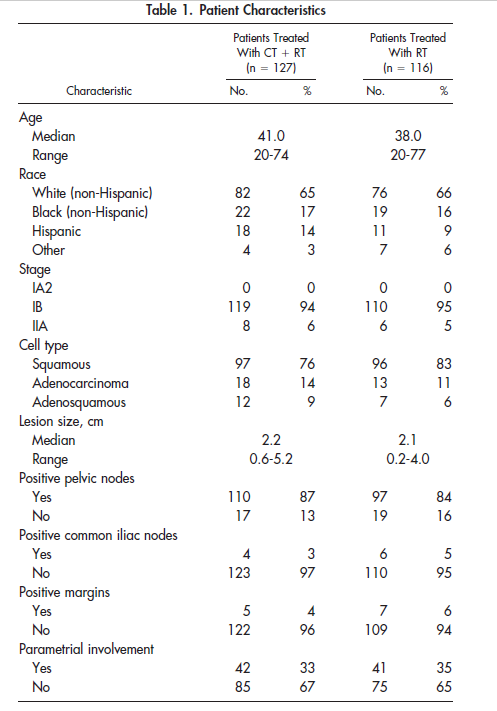 Table 1. Patient Characteristics
Patients Treated With CT + RT (n = 127) Patients Treated With RT (n = 116)
Characteristic No. % No. %
Age
Median 41.0 38.0
Range 20-74 20-77
Race
White (non-Hispanic) 82 65 76 66
Black (non-Hispanic) 22 17 19 16
Hispanic 18 14 11 9
Other 4 3 7 6
Stage
IA2 0 0 0 0
IB 119 94 110 95
IIA 8 6 6 5
Cell type
Squamous 97 76 96 83
Adenocarcinoma 18 14 13 11
Adenosquamous 12 9 7 6
Lesion size, cm
Median 2.2 2.1
Range 0.6-5.2 0.2-4.0
Positive pelvic nodes
Yes 110 87 97 84
No 17 13 19 16
Positive common iliac nodes
Yes 4 3 6 5
No 123 97 110 95
Positive margins
Yes 5 4 7 6
No 122 96 109 94
Parametrial involvement
Yes 42 33 41 35
No 85 67 75 65